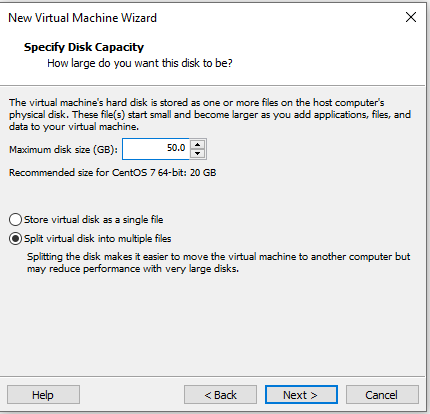 New Virtual Machine Wizard
Specify Disk Capacity
How large do you want this disk to be?
The virtual machine's hard disk is stored as one or more files on the host computer's
physical disk. These file(s) start small and become larger as you add applications, files, and
data to your virtual machine.
Maximum disk size (GB): 50.0
Recommended size for CentOS 7 64-bit: 20 GB
Store virtual disk as a single file
Split virtual disk into multiple files
Splitting the disk makes it easier to move the virtual machine to another computer but
may reduce performance with very large disks.
Help < Back Next > Cancel